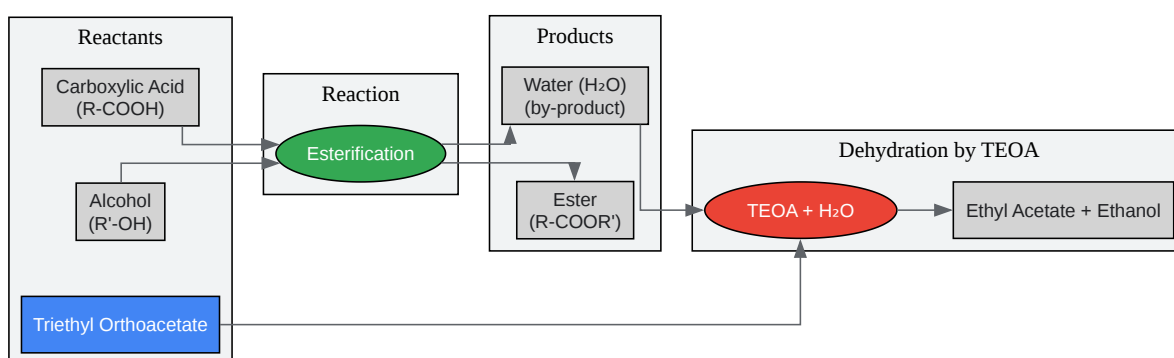 Reactants
Carboxylic Acid
(R-COOH)
Alcohol
(R'-OH)
Triethyl Orthoacetate
Reaction
Esterification
Products
Water (H₂O)
(by-product)
Ester
(R-COOR')
Dehydration by TEOA
TEOA + H₂O
Ethyl Acetate + Ethanol